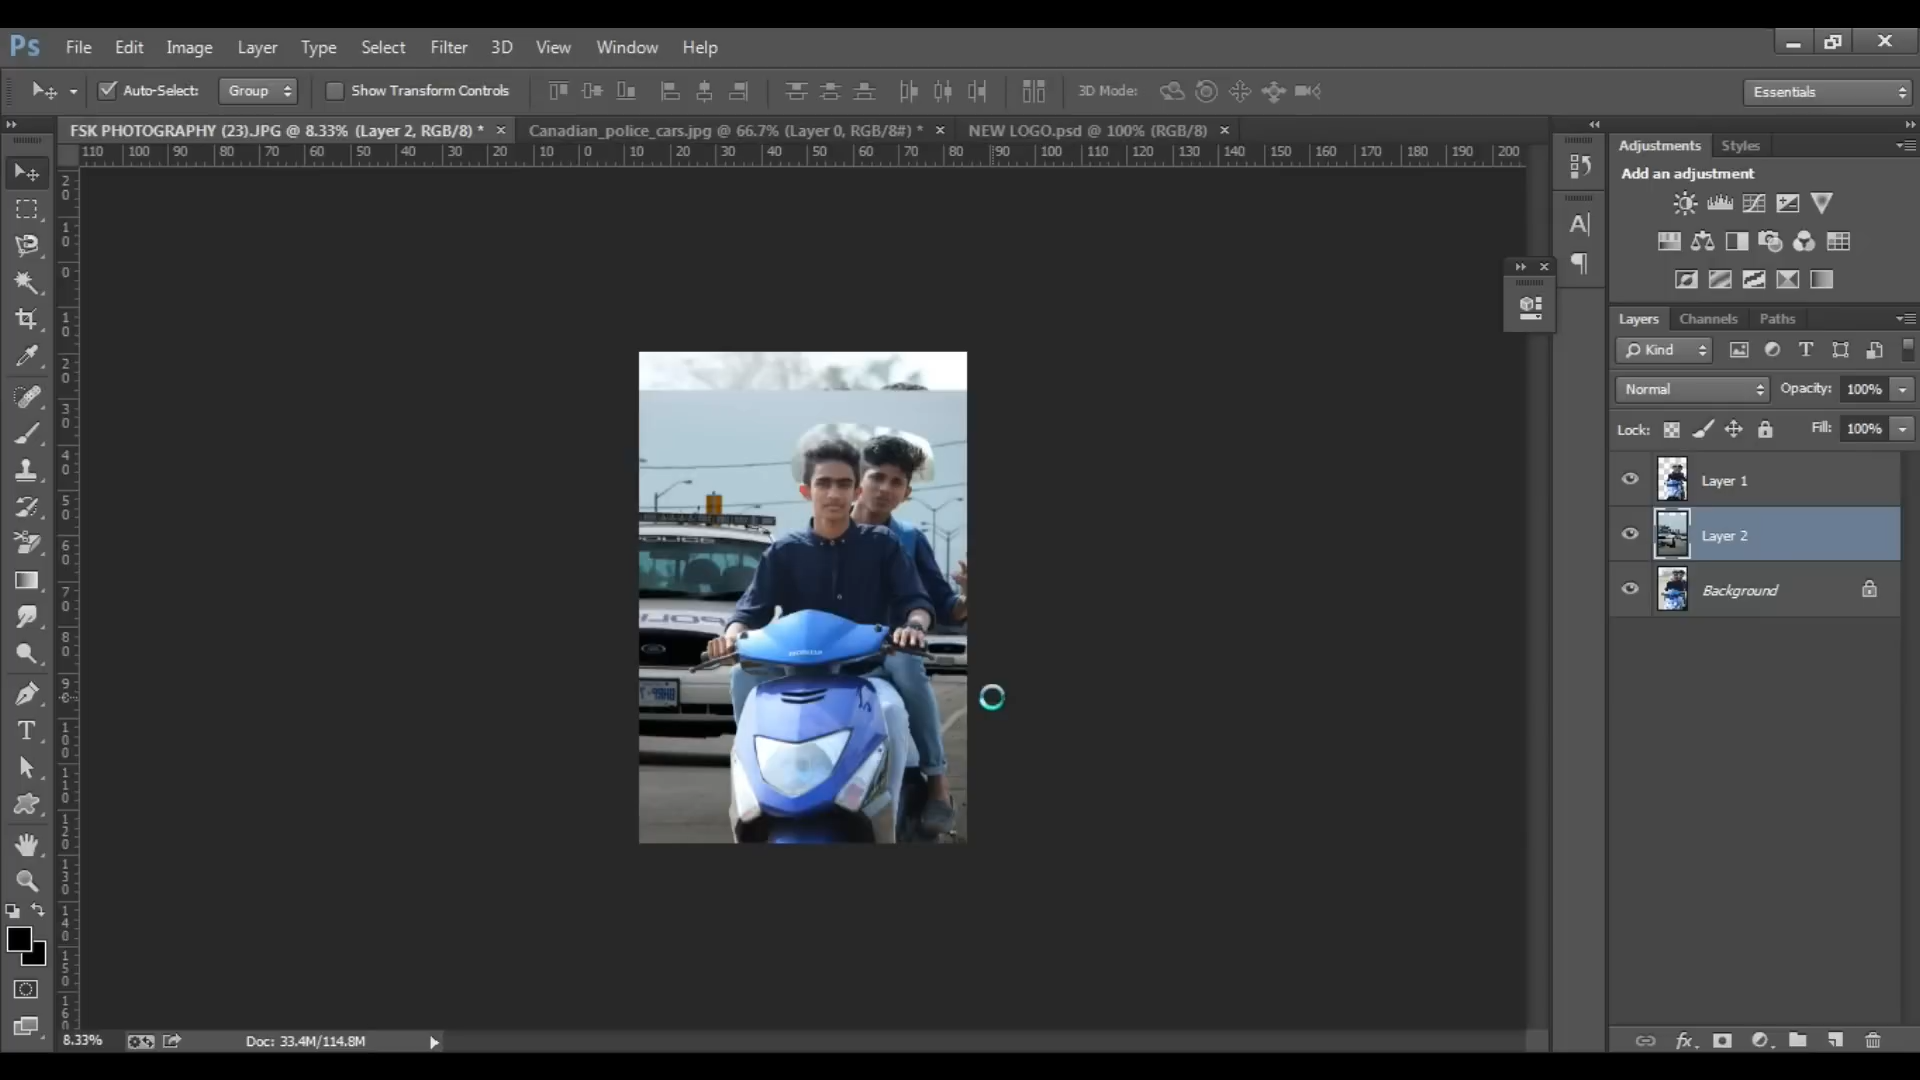 Ps File Edit Image Layer Type Select Filter 3D View Window Help
Auto-Select: Group Show Transform Controls 3D Mode: Essentials
FSK PHOTOGRAPHY (23).JPG @ 8.33% (Layer 2, RGB/8) * × Canadian_police_cars.jpg @ 66.7% (Layer 0, RGB/8#) * × NEW LOGO.psd @ 100% (RGB/8) ×
110 100 90 80 70 60 50 40 30 20 10 0 10 20 30 40 50 60 70 80 90 100 110 120 130 140 150 160 170 180 190 200
Adjustments Styles
Add an adjustment
Layers Channels Paths
Kind
Normal Opacity: 100%
Lock: Fill: 100%
Layer 1
Layer 2
Background
POLICE
HONDA
8.33% Doc: 33.4M/114.8M